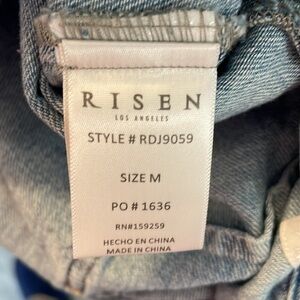 RISEN
LOS ANGELES
STYLE # RDJ9059
SIZE M
PO # 1636
RN#159259
HECHO EN CHINA
MADE IN CHINA